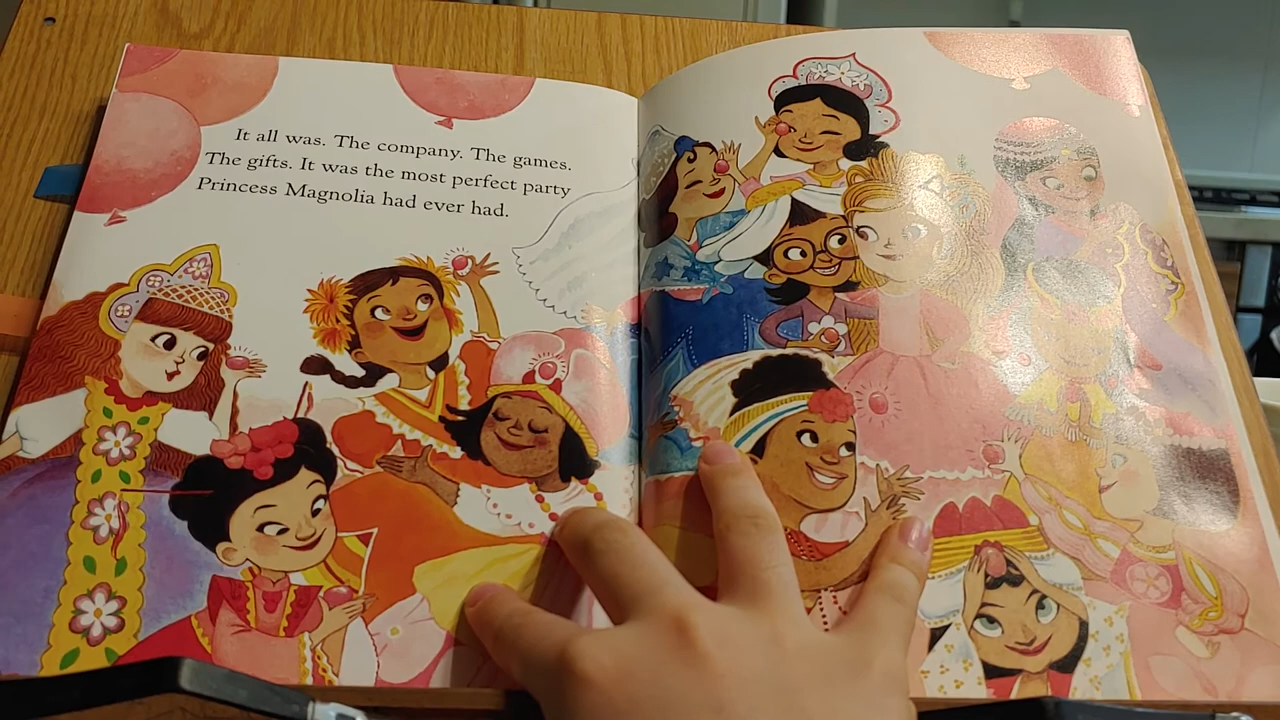 It all was. The company. The games.
The gifts. It was the most perfect party
Princess Magnolia had ever had.